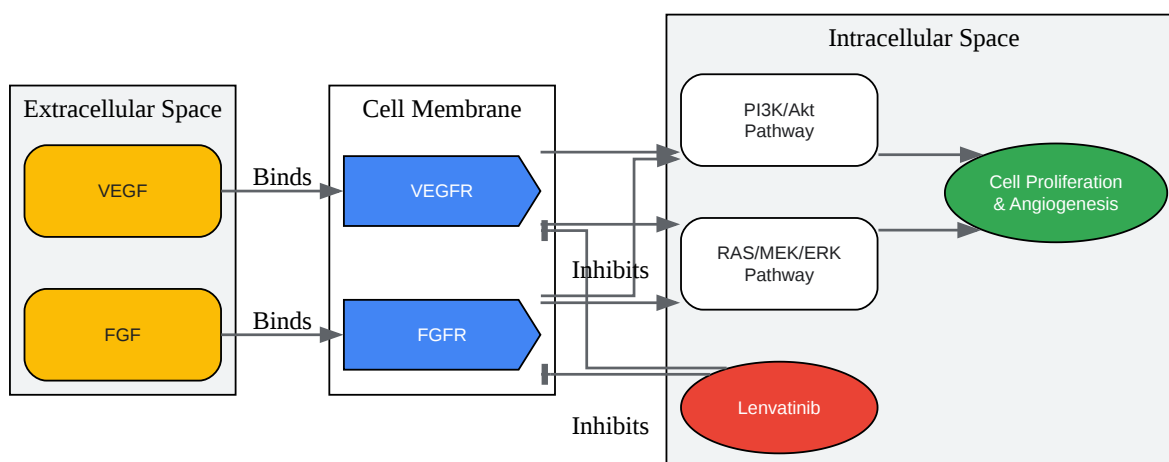 Extracellular Space
VEGF
FGF
Binds
Binds
Cell Membrane
VEGFR
FGFR
Inhibits
Inhibits
Intracellular Space
PI3K/Akt
Pathway
RAS/MEK/ERK
Pathway
Lenvatinib
Cell Proliferation
& Angiogenesis